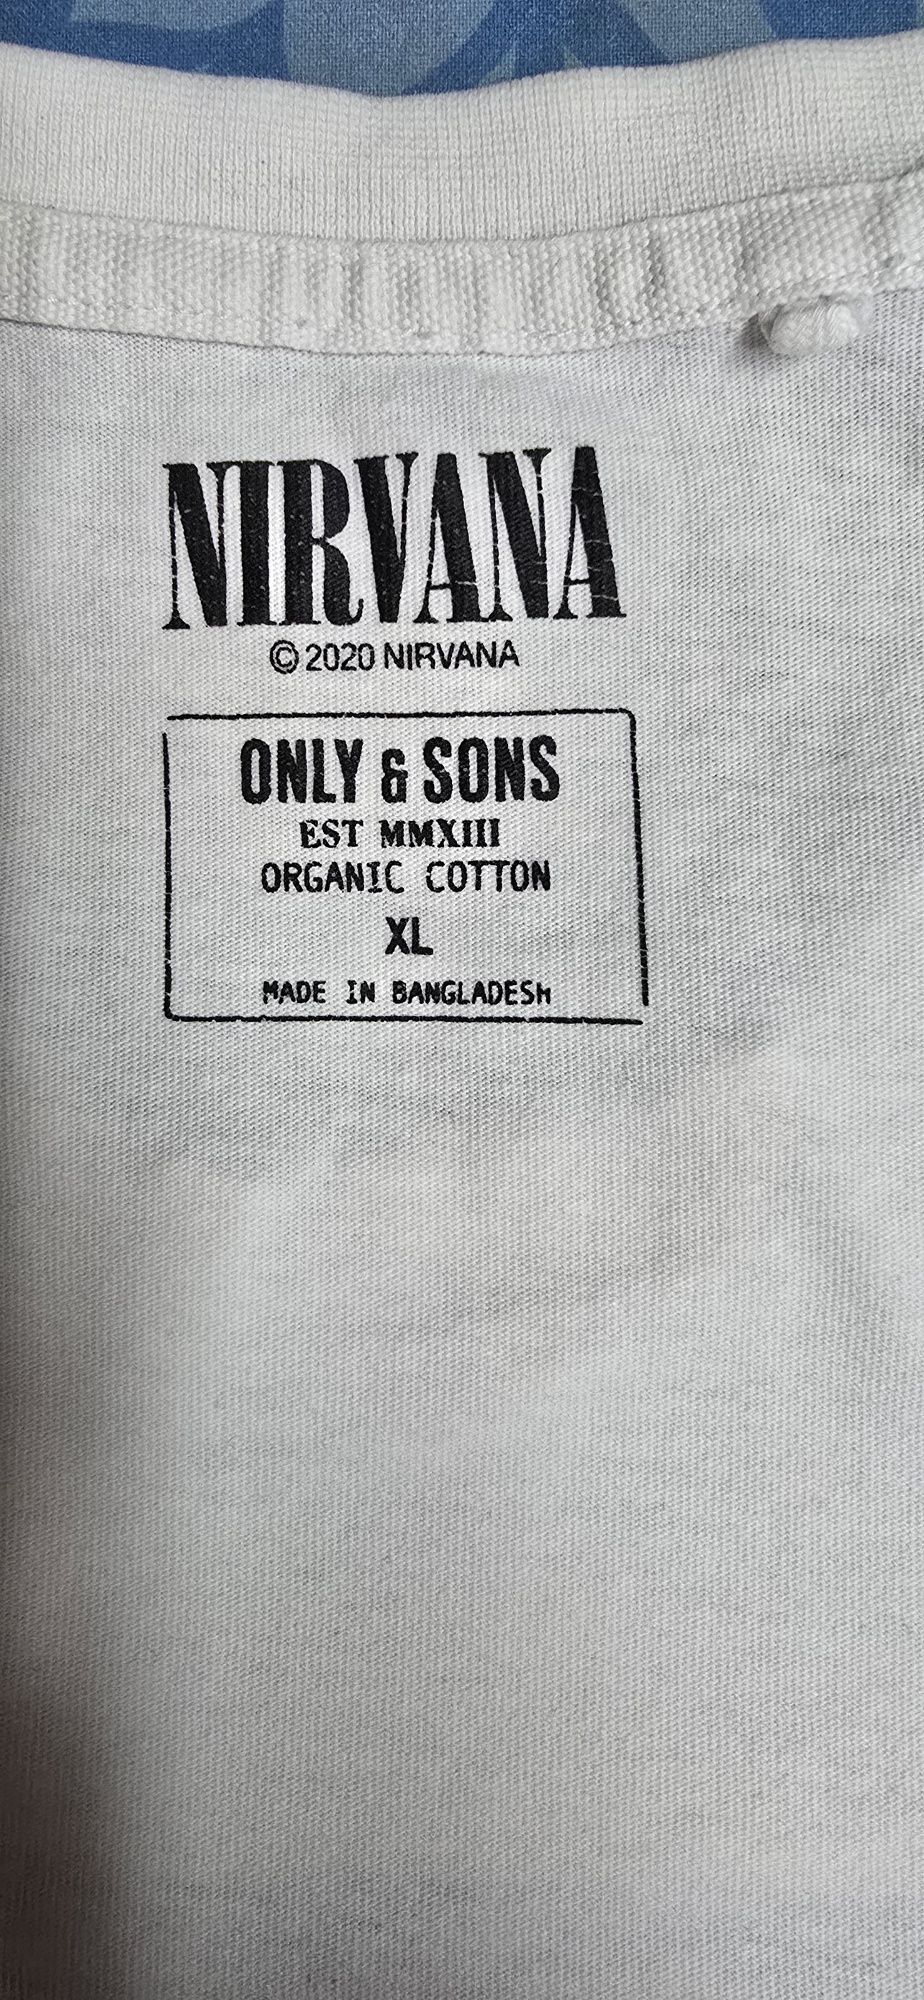 NIRVANA
© 2020 NIRVANA
ONLY & SONS
EST MMXIII
ORGANIC COTTON
XL
MADE IN BANGLADESH